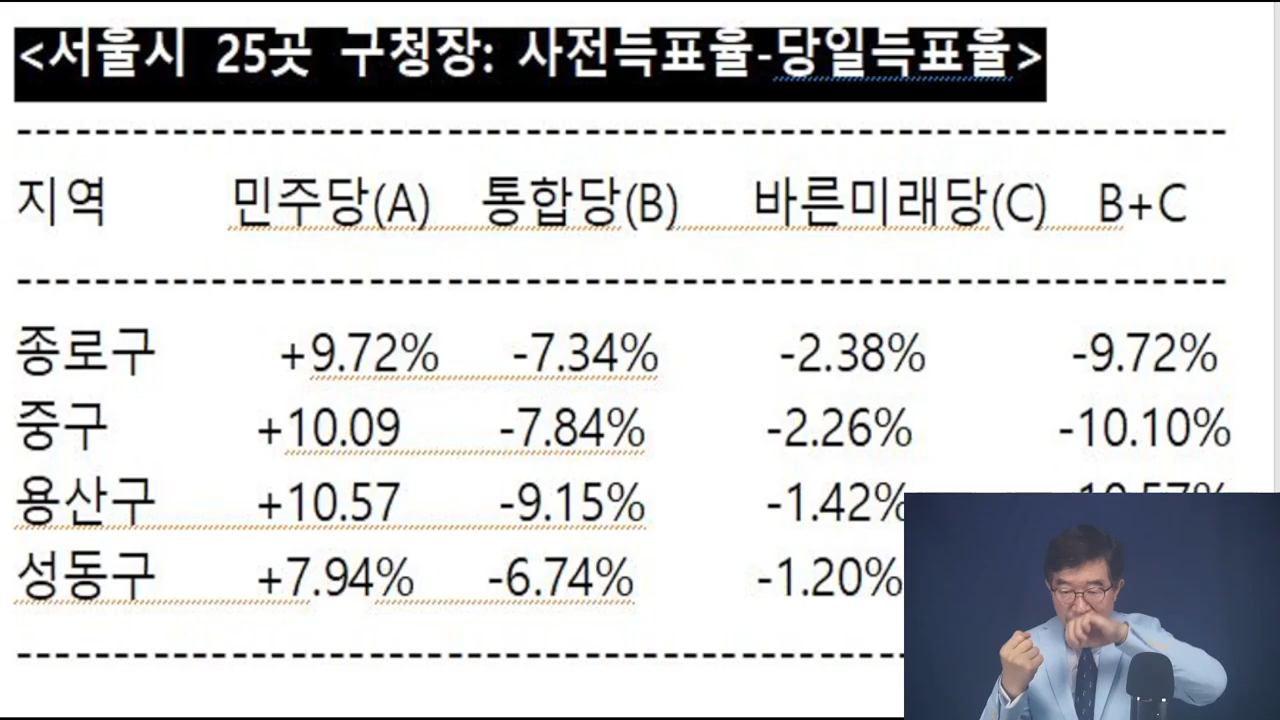 <서울시 25곳 구청장: 사전득표율-당일득표율>
지역 민주당(A) 통합당(B) 바른미래당(C) B+C
종로구 +9.72% -7.34% -2.38% -9.72%
중구 +10.09 -7.84% -2.26% -10.10%
용산구 +10.57 -9.15% -1.42%
성동구 +7.94% -6.74% -1.20%